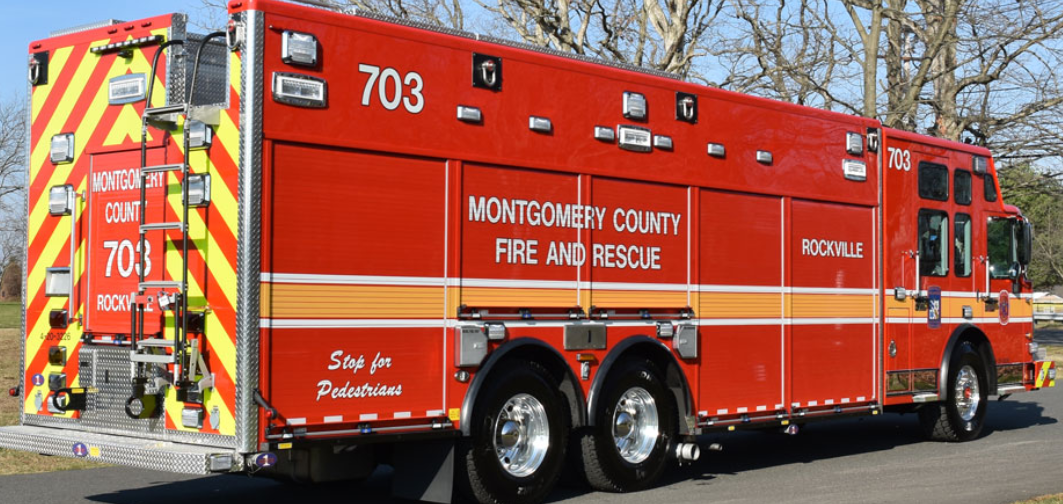 703
MONTGOMERY COUNTY
FIRE AND RESCUE
ROCKVILLE
703
Stop for
Pedestrians
MONTGOMERY
COUNTY
703
ROCKVILLE